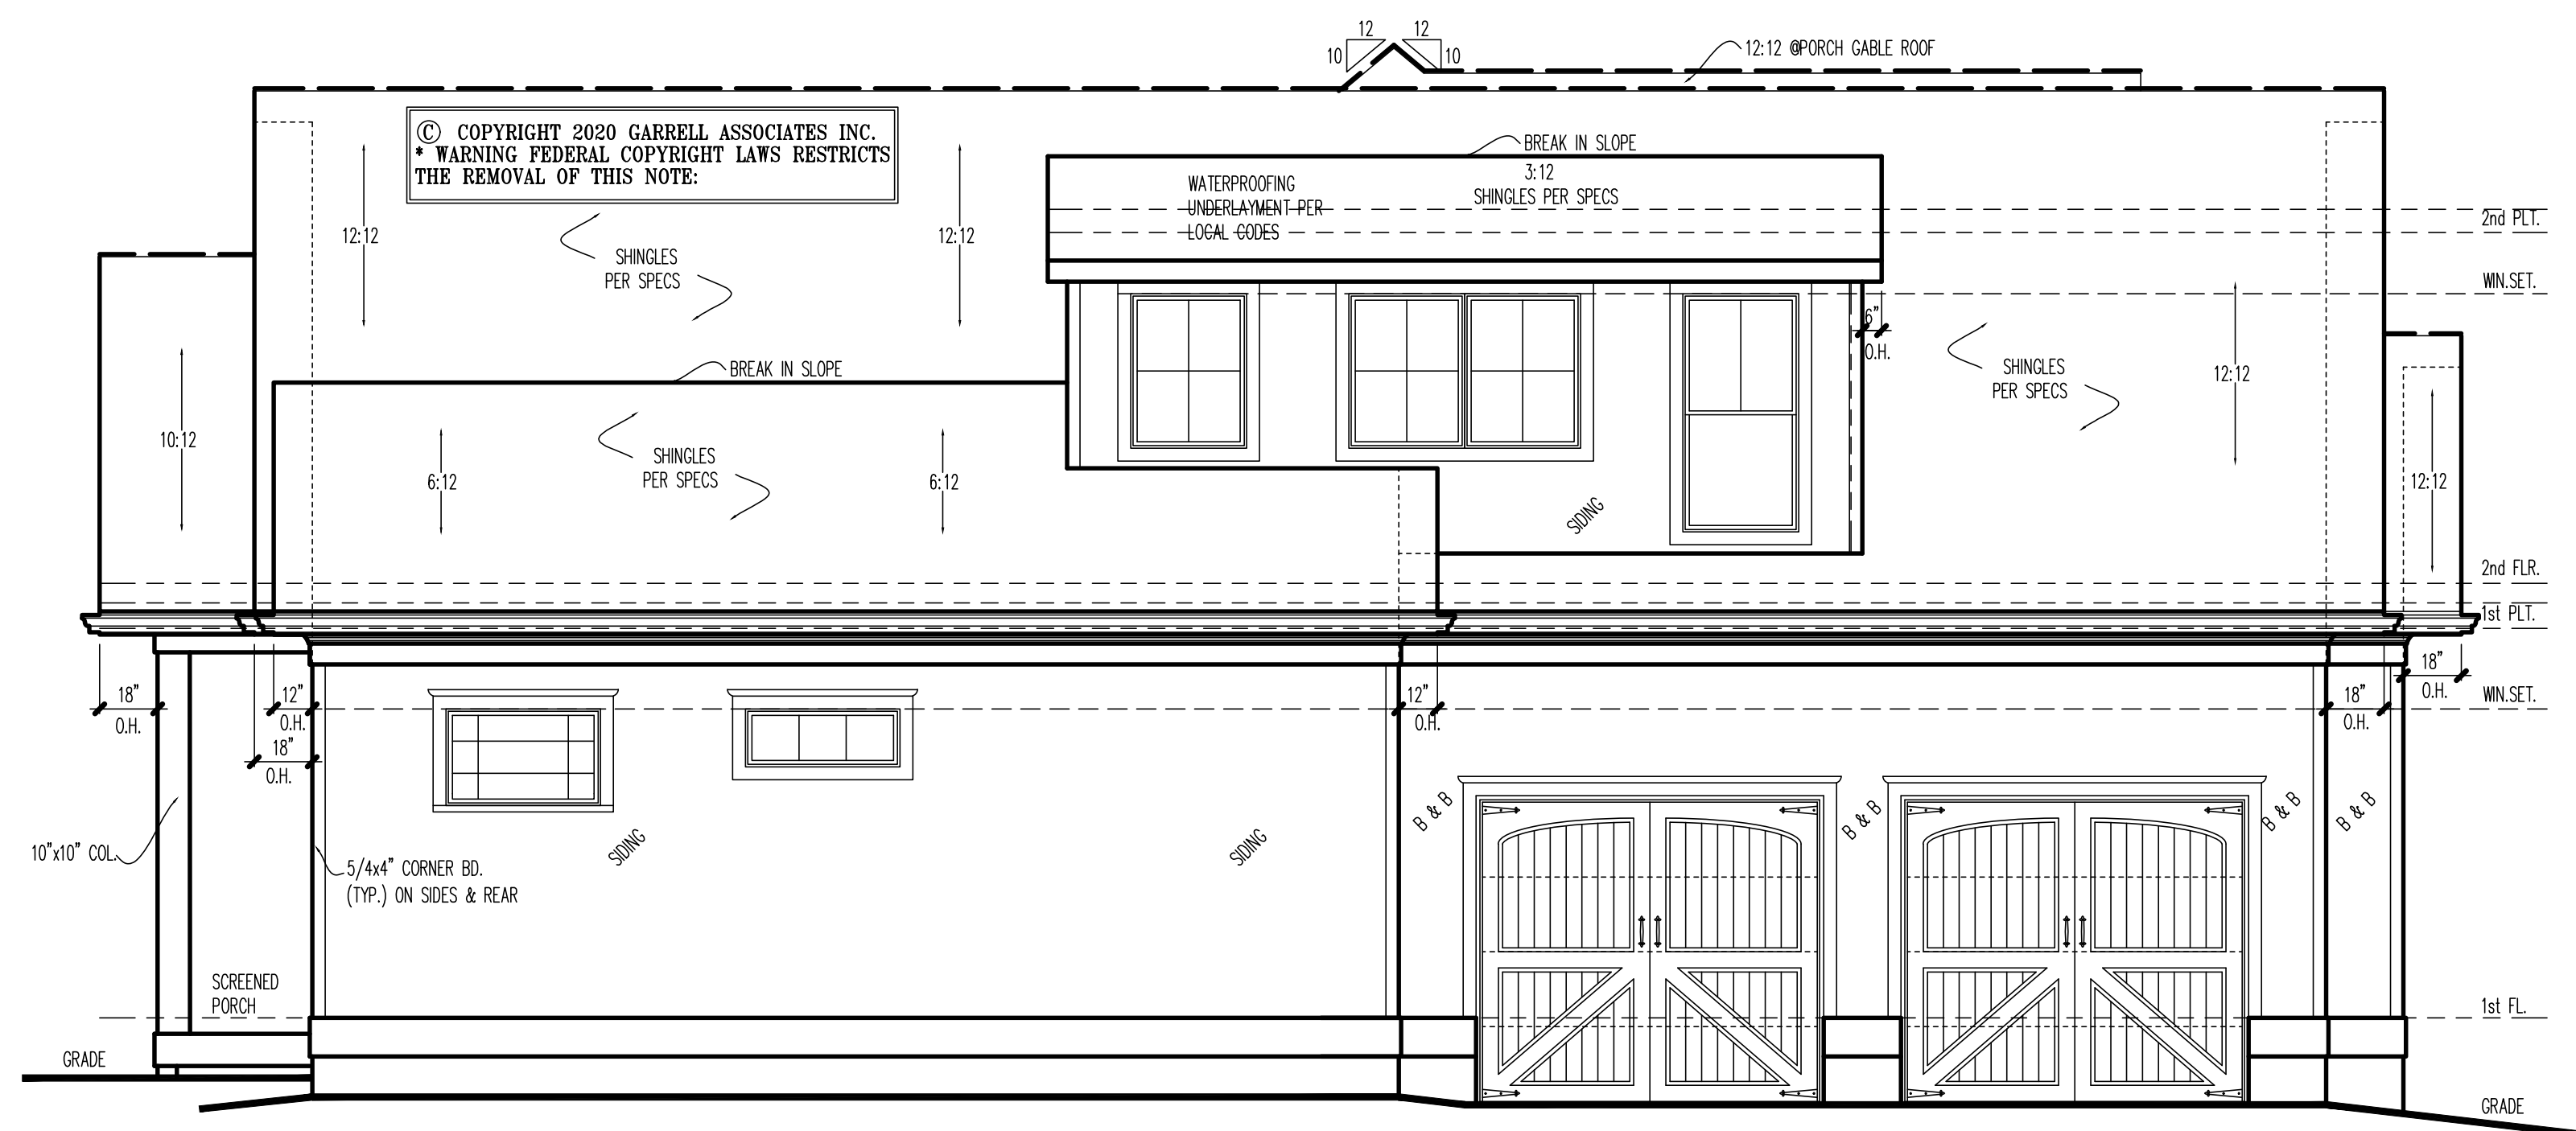 12 12
10 10
12:12 @PORCH GABLE ROOF
© COPYRIGHT 2020 GARRELL ASSOCIATES INC.
* WARNING FEDERAL COPYRIGHT LAWS RESTRICTS
THE REMOVAL OF THIS NOTE:
BREAK IN SLOPE
3:12
SHINGLES PER SPECS
WATERPROOFING
UNDERLAYMENT PER
LOCAL CODES
2nd PLT.
12:12
12:12
SHINGLES
PER SPECS
WIN.SET.
6"
O.H.
BREAK IN SLOPE
SHINGLES
PER SPECS
12:12
10:12
6:12
SHINGLES
PER SPECS
6:12
12:12
SIDING
2nd FLR.
1st PLT.
18"
O.H.
12"
O.H.
18"
O.H.
12"
O.H.
18"
O.H.
18"
O.H.
WIN.SET.
10"x10" COL.
5/4x4" CORNER BD.
(TYP.) ON SIDES & REAR
SIDING
SIDING
B & B
B & B
B & B
B & B
SCREENED
PORCH
1st FL.
GRADE
GRADE